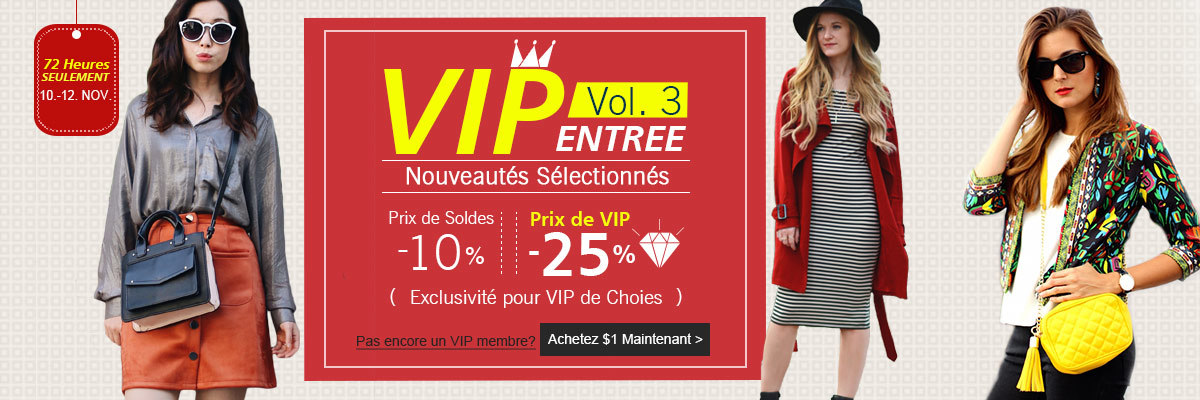 72 Heures
SEULEMENT
10.-12. NOV.
VIP
Vol. 3
ENTREE
Nouveautés Sélectionnés
Prix de Soldes
-10%
Prix de VIP
-25%
( Exclusivité pour VIP de Choies )
Pas encore un VIP membre?
Achetez $1 Maintenant >